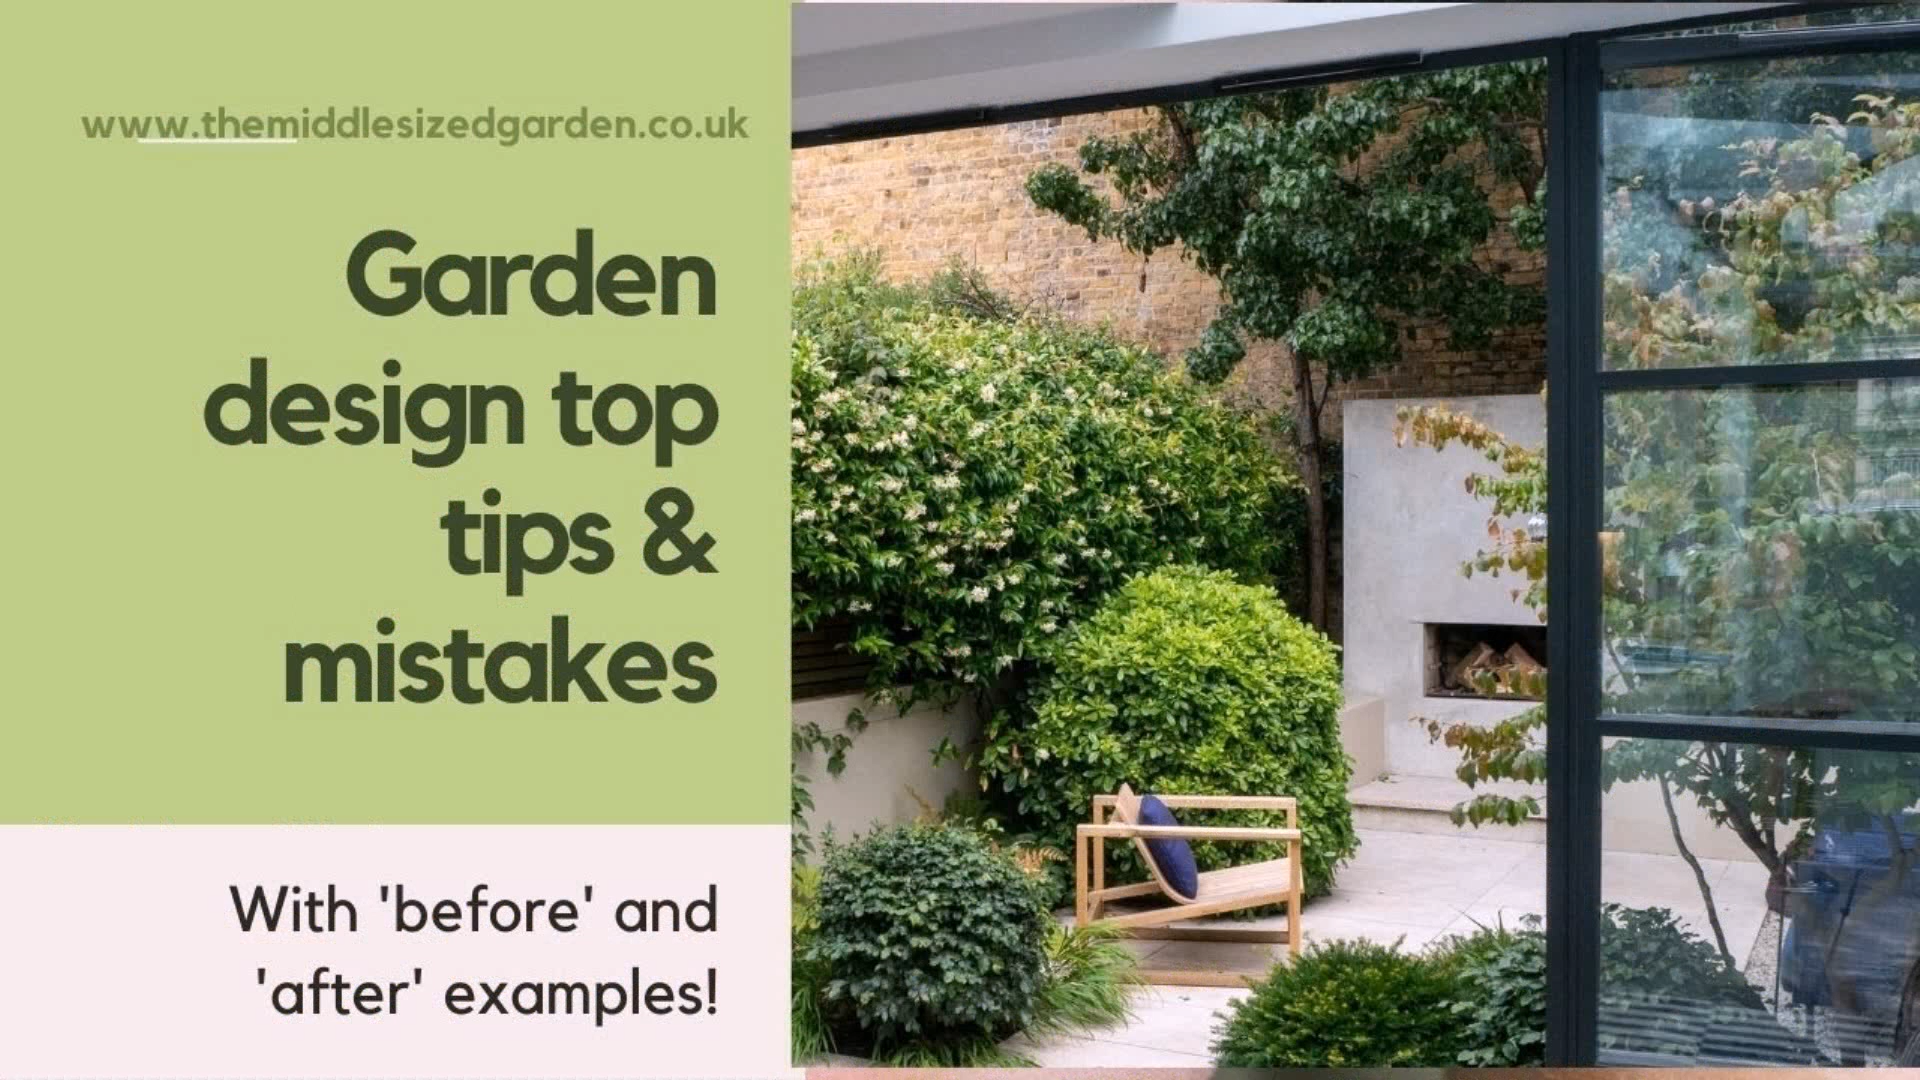 www.themiddlesizedgarden.co.uk
Garden
design top
tips &
mistakes
With 'before' and
'after' examples!